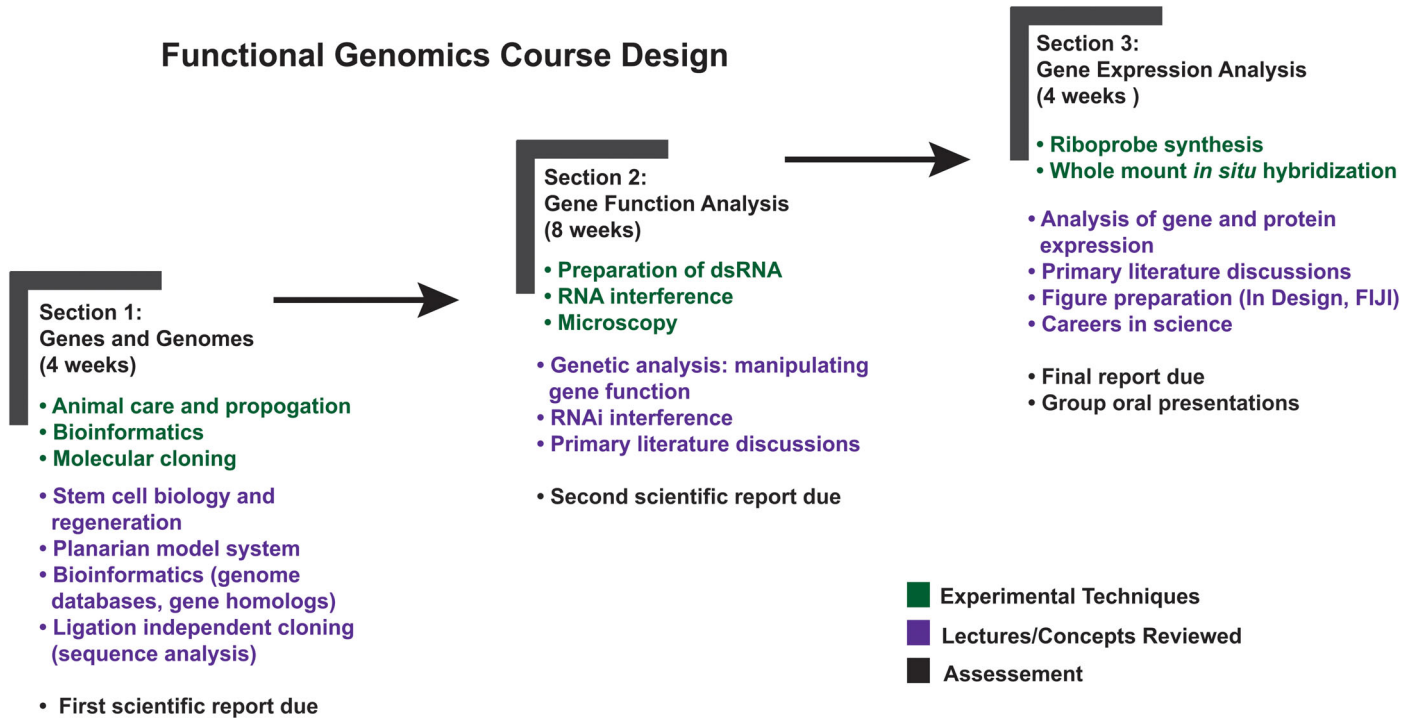 Functional Genomics Course Design
Section 1:
Genes and Genomes
(4 weeks)
• Animal care and propogation
• Bioinformatics
• Molecular cloning
• Stem cell biology and
regeneration
• Planarian model system
• Bioinformatics (genome
databases, gene homologs)
• Ligation independent cloning
(sequence analysis)
• First scientific report due
Section 2:
Gene Function Analysis
(8 weeks)
• Preparation of dsRNA
• RNA interference
• Microscopy
• Genetic analysis: manipulating
gene function
• RNAi interference
• Primary literature discussions
• Second scientific report due
Section 3:
Gene Expression Analysis
(4 weeks )
• Riboprobe synthesis
• Whole mount in situ hybridization
• Analysis of gene and protein
expression
• Primary literature discussions
• Figure preparation (In Design, FIJI)
• Careers in science
• Final report due
• Group oral presentations
Experimental Techniques
Lectures/Concepts Reviewed
Assessement